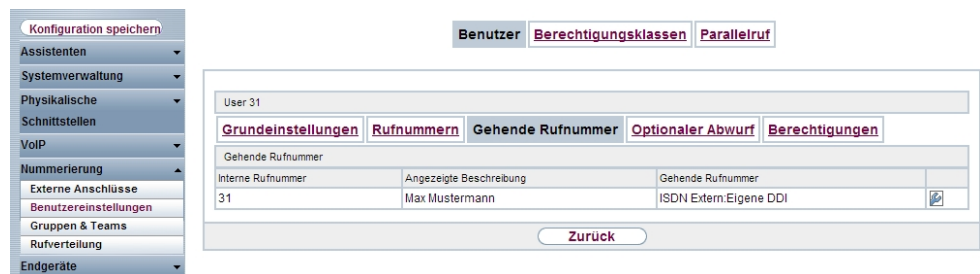 Konfiguration speichern
Assistenten
Systemverwaltung
Physikalische
Schnittstellen
VoIP
Nummerierung
Externe Anschlüsse
Benutzereinstellungen
Gruppen & Teams
Rufverteilung
Endgeräte
Benutzer Berechtigungsklassen Parallelruf
User 31
Grundeinstellungen Rufnummern Gehende Rufnummer Optionaler Abwurf Berechtigungen
Gehende Rufnummer
Interne Rufnummer Angezeigte Beschreibung Gehende Rufnummer
31 Max Mustermann ISDN Extern:Eigene DDI
Zurück